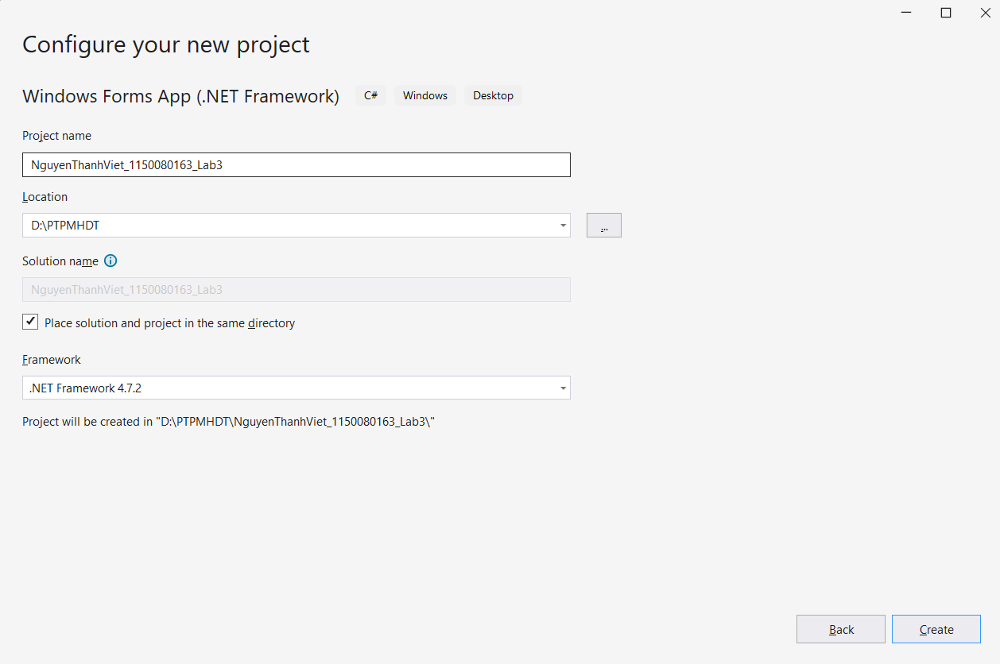 Configure your new project
Windows Forms App (.NET Framework) C# Windows Desktop
Project name
NguyenThanhViet_1150080163_Lab3
Location
D:\PTPMHDT
...
Solution name
NguyenThanhViet_1150080163_Lab3
Place solution and project in the same directory
Framework
.NET Framework 4.7.2
Project will be created in "D:\PTPMHDT\NguyenThanhViet_1150080163_Lab3\"
Back Create